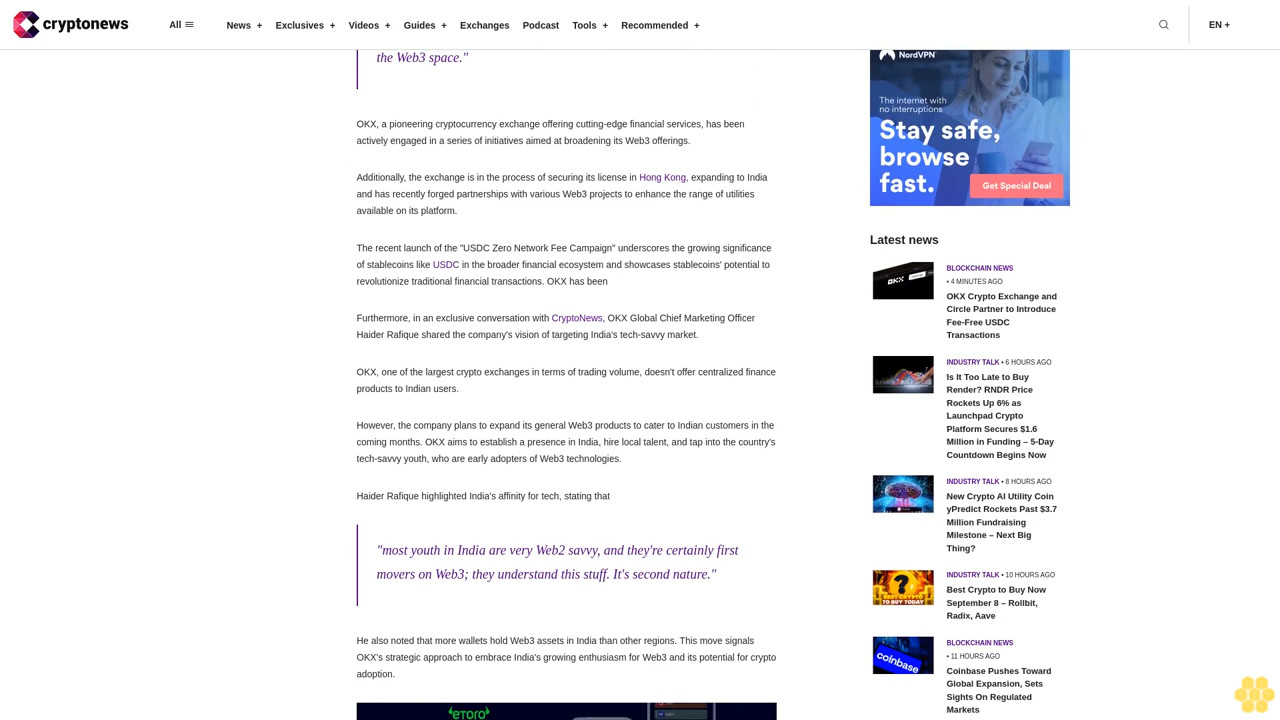 cryptonews
All
News +
Exclusives +
Videos +
Guides +
Exchanges
Podcast
Tools +
Recommended +
EN +
the Web3 space."
OKX, a pioneering cryptocurrency exchange offering cutting-edge financial services, has been
actively engaged in a series of initiatives aimed at broadening its Web3 offerings.
Additionally, the exchange is in the process of securing its license in Hong Kong, expanding to India
and has recently forged partnerships with various Web3 projects to enhance the range of utilities
available on its platform.
The recent launch of the "USDC Zero Network Fee Campaign" underscores the growing significance
of stablecoins like USDC in the broader financial ecosystem and showcases stablecoins' potential to
revolutionize traditional financial transactions. OKX has been
Furthermore, in an exclusive conversation with CryptoNews, OKX Global Chief Marketing Officer
Haider Rafique shared the company's vision of targeting India's tech-savvy market.
OKX, one of the largest crypto exchanges in terms of trading volume, doesn't offer centralized finance
products to Indian users.
However, the company plans to expand its general Web3 products to cater to Indian customers in the
coming months. OKX aims to establish a presence in India, hire local talent, and tap into the country's
tech-savvy youth, who are early adopters of Web3 technologies.
Haider Rafique highlighted India's affinity for tech, stating that
"most youth in India are very Web2 savvy, and they're certainly first
movers on Web3; they understand this stuff. It's second nature."
He also noted that more wallets hold Web3 assets in India than other regions. This move signals
OKX's strategic approach to embrace India's growing enthusiasm for Web3 and its potential for crypto
adoption.
eToro
NordVPN
The internet with
no interruptions
Stay safe,
browse
fast.
Get Special Deal
Latest news
OKX
BLOCKCHAIN NEWS
• 4 MINUTES AGO
OKX Crypto Exchange and
Circle Partner to Introduce
Fee-Free USDC
Transactions
INDUSTRY TALK • 6 HOURS AGO
Is It Too Late to Buy
Render? RNDR Price
Rockets Up 6% as
Launchpad Crypto
Platform Secures $1.6
Million in Funding – 5-Day
Countdown Begins Now
INDUSTRY TALK • 8 HOURS AGO
New Crypto AI Utility Coin
yPredict Rockets Past $3.7
Million Fundraising
Milestone – Next Big
Thing?
BEST CRYPTO
TO BUY TODAY
INDUSTRY TALK • 10 HOURS AGO
Best Crypto to Buy Now
September 8 – Rollbit,
Radix, Aave
coinbase
BLOCKCHAIN NEWS
• 11 HOURS AGO
Coinbase Pushes Toward
Global Expansion, Sets
Sights On Regulated
Markets